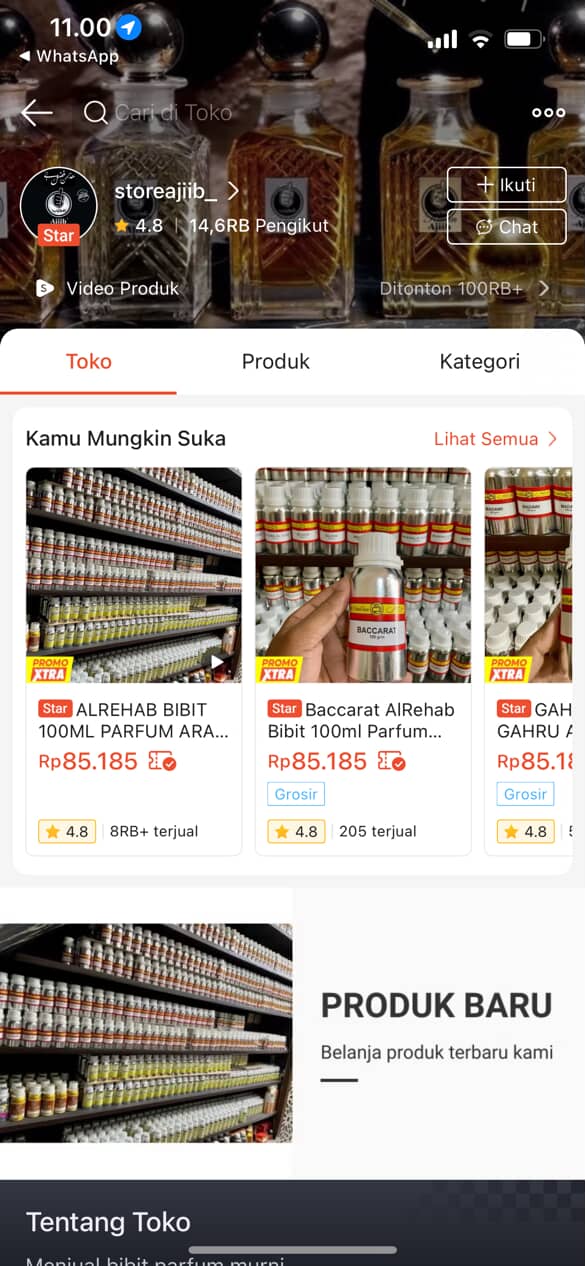 11.00
WhatsApp
Cari di Toko
storeajiib_
Star
4.8
14,6RB Pengikut
Ikuti
Chat
Video Produk
Ditonton 100RB+
Toko
Produk
Kategori
Kamu Mungkin Suka
Lihat Semua
PROMO
XTRA
Star ALREHAB BIBIT
100ML PARFUM ARA...
Rp85.185
4.8
8RB+ terjual
BACCARAT
PROMO
XTRA
Star Baccarat AlRehab
Bibit 100ml Parfum...
Rp85.185
Grosir
4.8
205 terjual
PROMO
XTRA
Star GAH
GAHRU A
Rp85.18
Grosir
4.8
PRODUK BARU
Belanja produk terbaru kami
Tentang Toko
Menjual bibit parfum murni